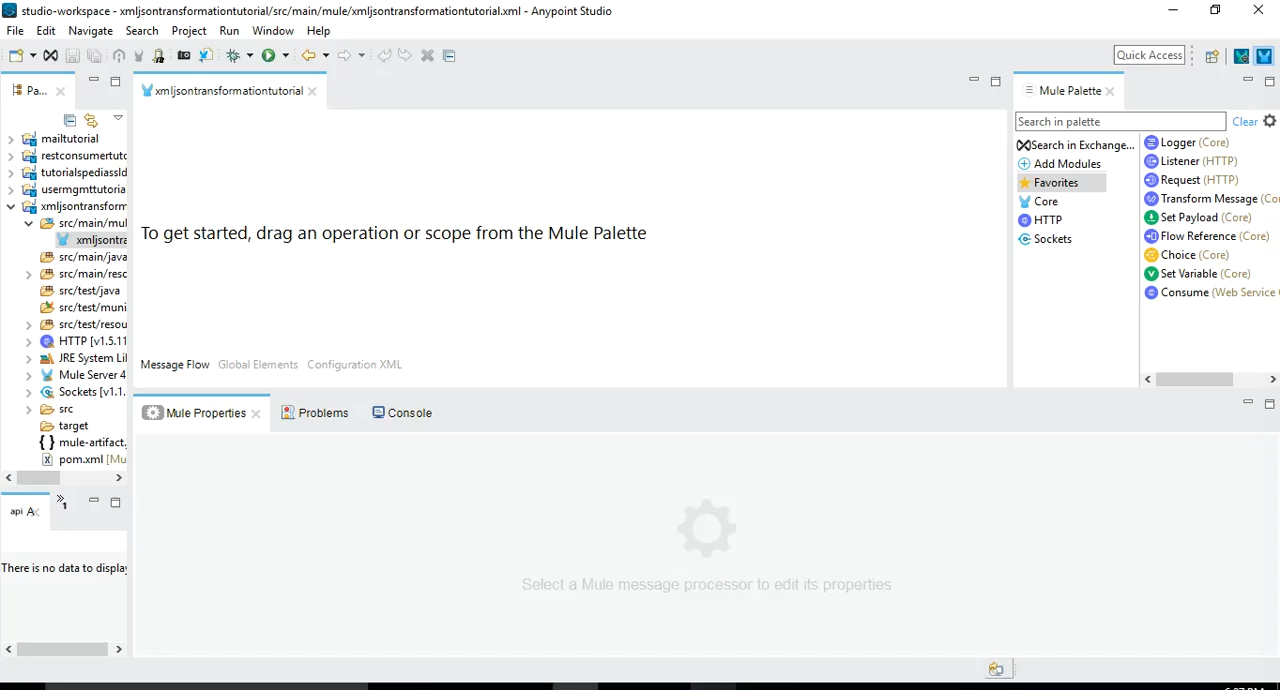 studio-workspace - xmljsontransformationtutorial/src/main/mule/xmljsontransformationtutorial.xml - Anypoint Studio
File Edit Navigate Search Project Run Window Help
Quick Access
Pa...
xmljsontransformationtutorial
Mule Palette
Search in palette
Clear
mailtutorial
restconsumertuto
tutorialspediassld
usermgmttutoria
xmljsontransform
src/main/mul
xmljsontra
src/main/java
src/main/reso
src/test/java
src/test/muni
src/test/resou
HTTP [v1.5.11
JRE System Li
Mule Server 4
Sockets [v1.1.
src
target
mule-artifact.
pom.xml [Mu
To get started, drag an operation or scope from the Mule Palette
Message Flow Global Elements Configuration XML
Search in Exchange...
Add Modules
Favorites
Core
HTTP
Sockets
Logger (Core)
Listener (HTTP)
Request (HTTP)
Transform Message (Cor
Set Payload (Core)
Flow Reference (Core)
Choice (Core)
Set Variable (Core)
Consume (Web Service
Mule Properties Problems Console
Select a Mule message processor to edit its properties
api A
1
There is no data to display